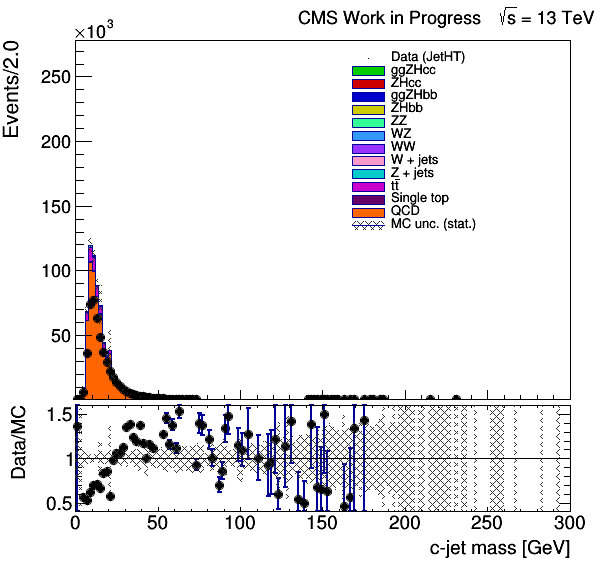 CMS Work in Progress √s = 13 TeV
×10³
Events/2.0
250
200
150
100
50
Data (JetHT)
ggZHcc
ZHcc
ggZHbb
ZHbb
ZZ
WZ
WW
W + jets
Z + jets
tt̄
Single top
QCD
MC unc. (stat.)
Data/MC
1.5
1
0.5
0 50 100 150 200 250 300
c-jet mass [GeV]